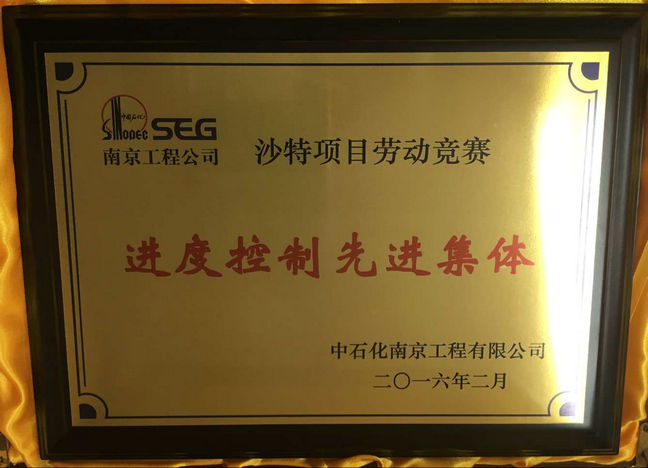 中国石化
SINOPEC SEG
南京工程公司 沙特项目劳动竞赛
进度控制先进集体
中石化南京工程有限公司
二〇一六年二月